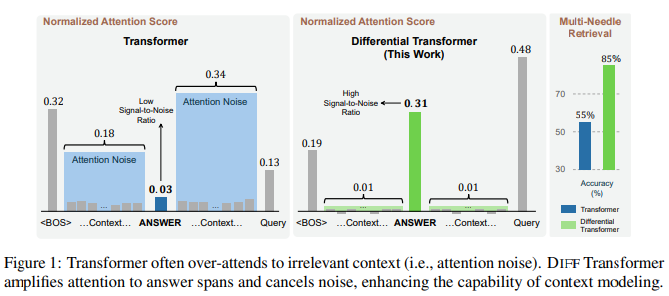 Normalized Attention Score
Transformer
0.32
0.18
Attention Noise
Low
Signal-to-Noise
Ratio
0.03
0.34
Attention Noise
0.13
<BOS> ...Context... ANSWER ...Context... Query
Normalized Attention Score
Differential Transformer
(This Work)
0.19
High
Signal-to-Noise
Ratio
0.31
0.01
0.01
0.48
<BOS> ...Context... ANSWER ...Context... Query
Multi-Needle
Retrieval
85%
70
55%
50
30
Accuracy
(%)
Transformer
Differential
Transformer
Figure 1: Transformer often over-attends to irrelevant context (i.e., attention noise). DIFF Transformer
amplifies attention to answer spans and cancels noise, enhancing the capability of context modeling.